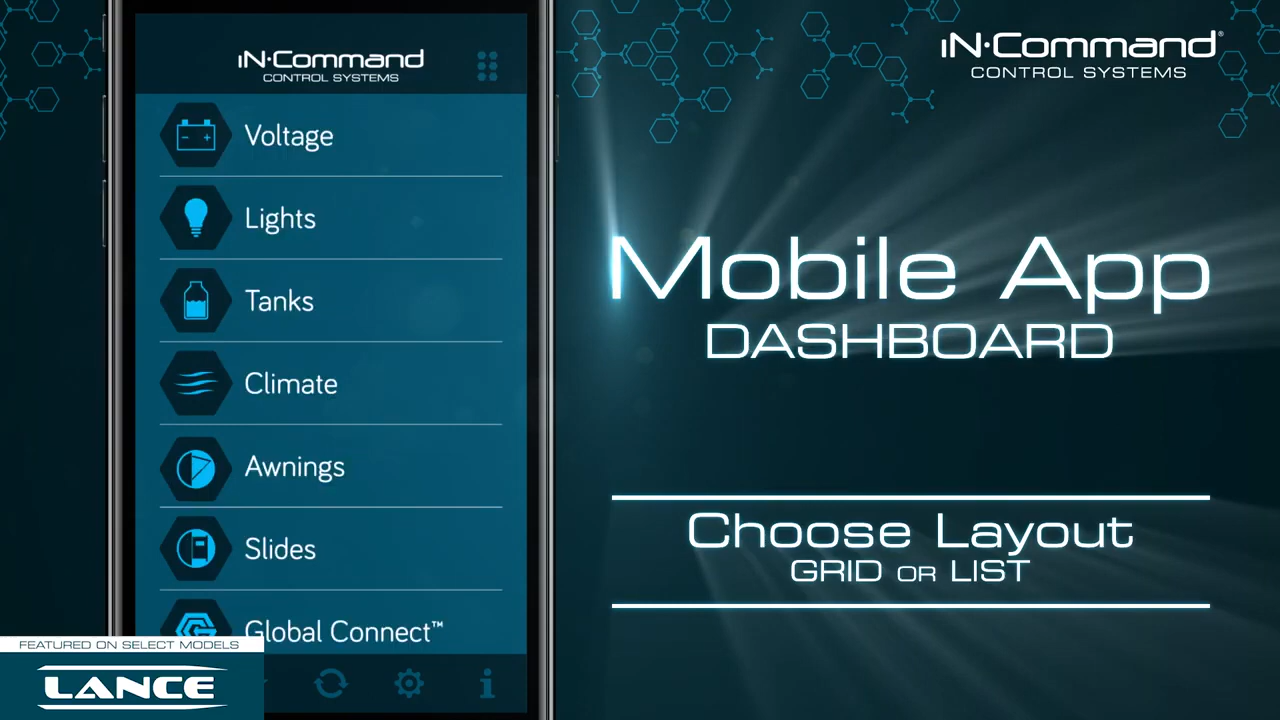 iN·Command
CONTROL SYSTEMS
Voltage
Lights
Tanks
Climate
Awnings
Slides
Global Connect™
iN·Command®
CONTROL SYSTEMS
Mobile App
DASHBOARD
Choose Layout
GRID OR LIST
FEATURED ON SELECT MODELS
LANCE